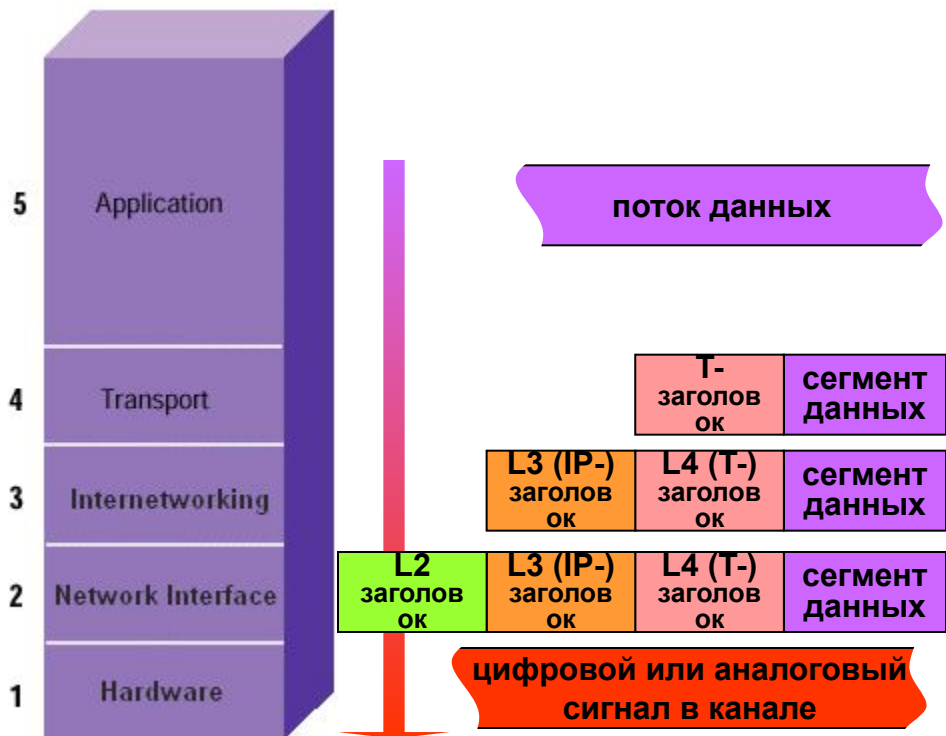 5
Application
поток данных
4
Transport
Т-
заголов
ок
сегмент
данных
3
Internetworking
L3 (IP-)
заголов
ок
L4 (Т-)
заголов
ок
сегмент
данных
2
Network Interface
L2
заголов
ок
L3 (IP-)
заголов
ок
L4 (Т-)
заголов
ок
сегмент
данных
1
Hardware
цифровой или аналоговый
сигнал в канале